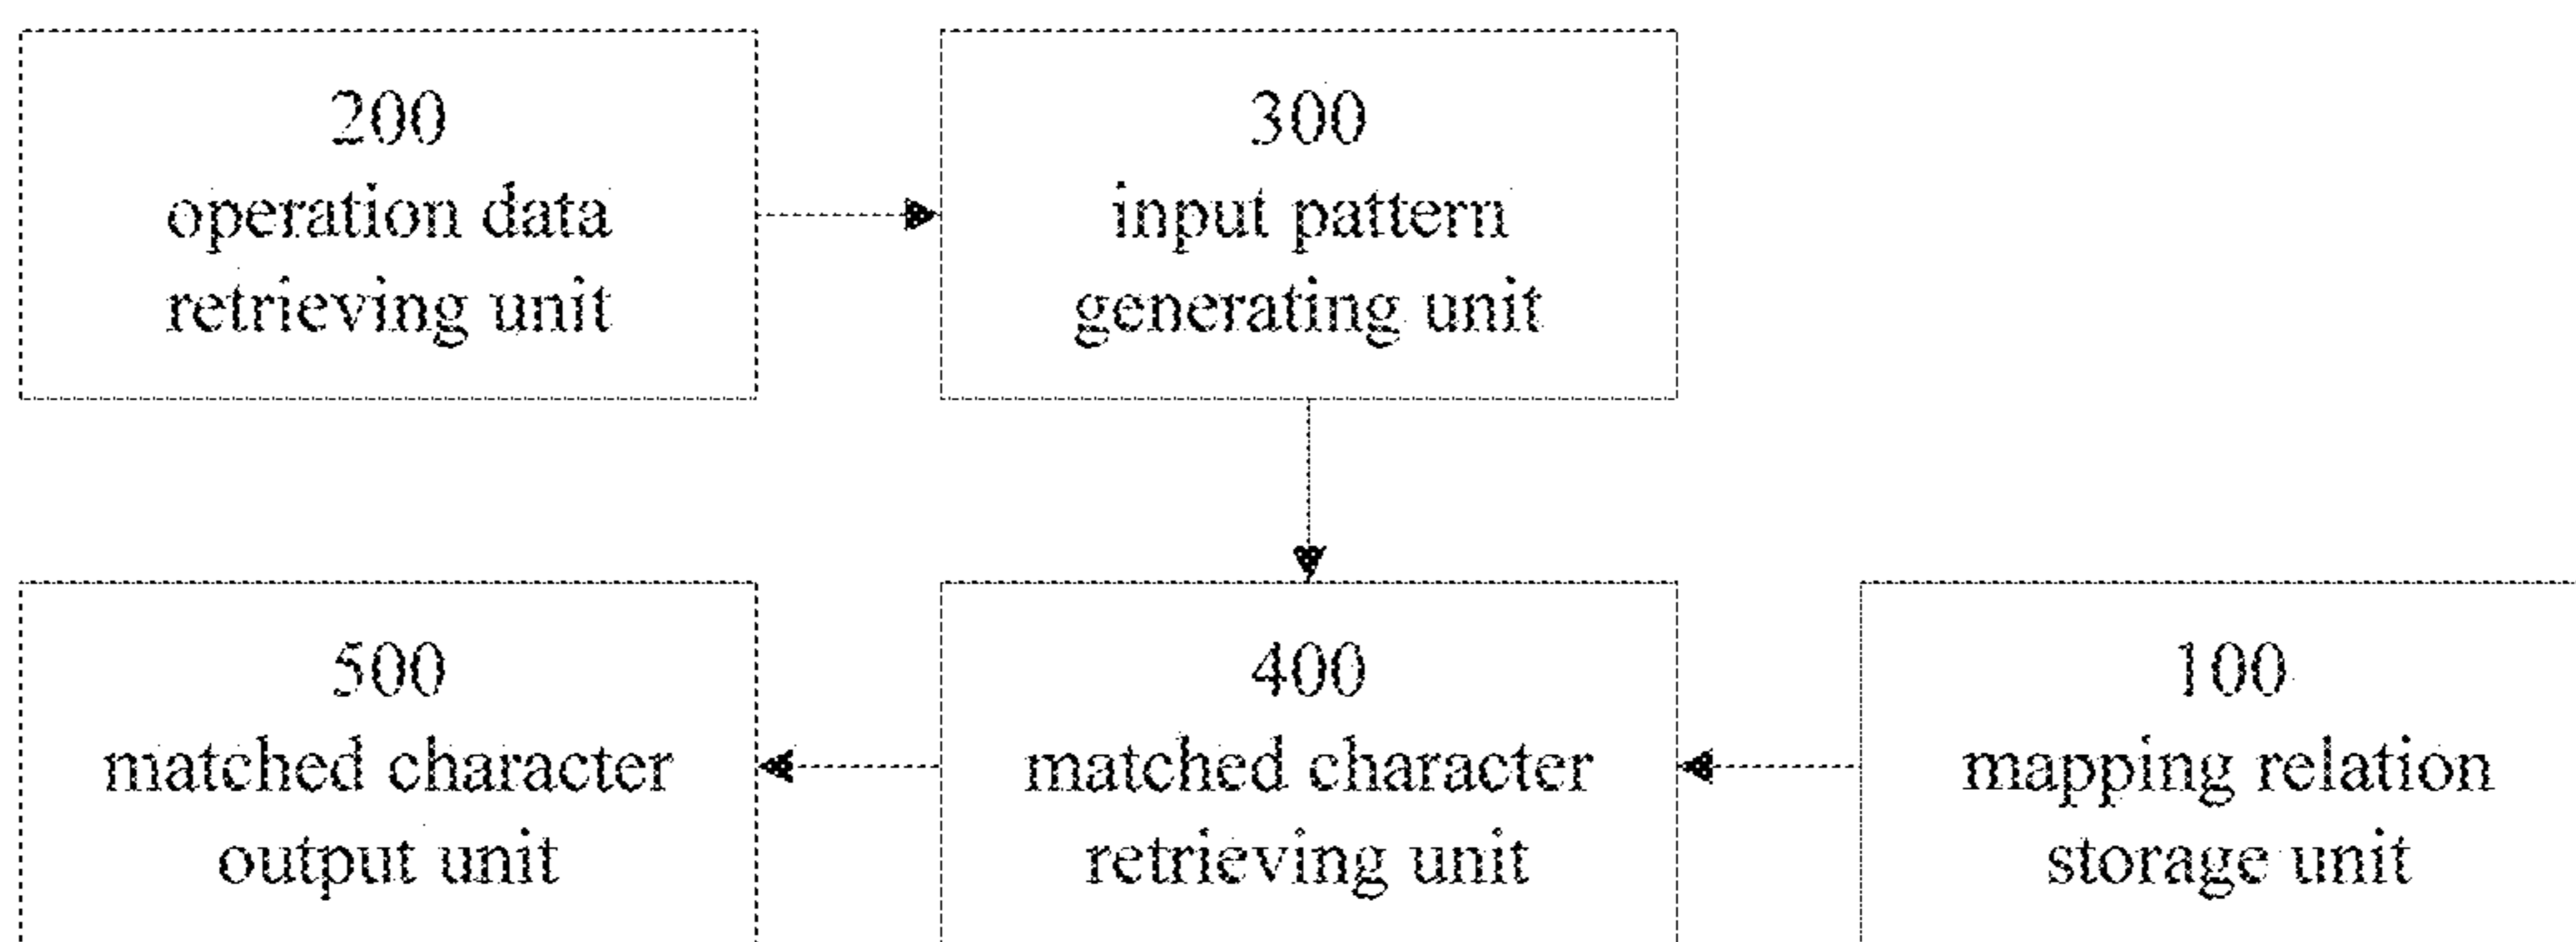 200
operation data
retrieving unit
300
input pattern
generating unit
500
matched character
output unit
400
matched character
retrieving unit
100
mapping relation
storage unit